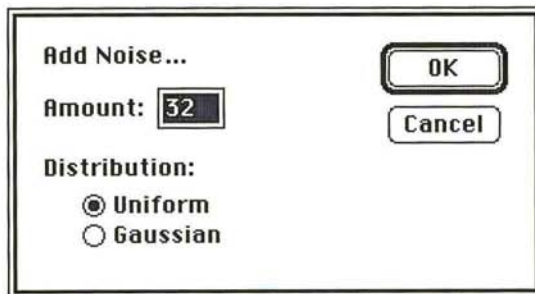 Add Noise...
OK
Amount: 32
Cancel
Distribution:
Uniform
Gaussian